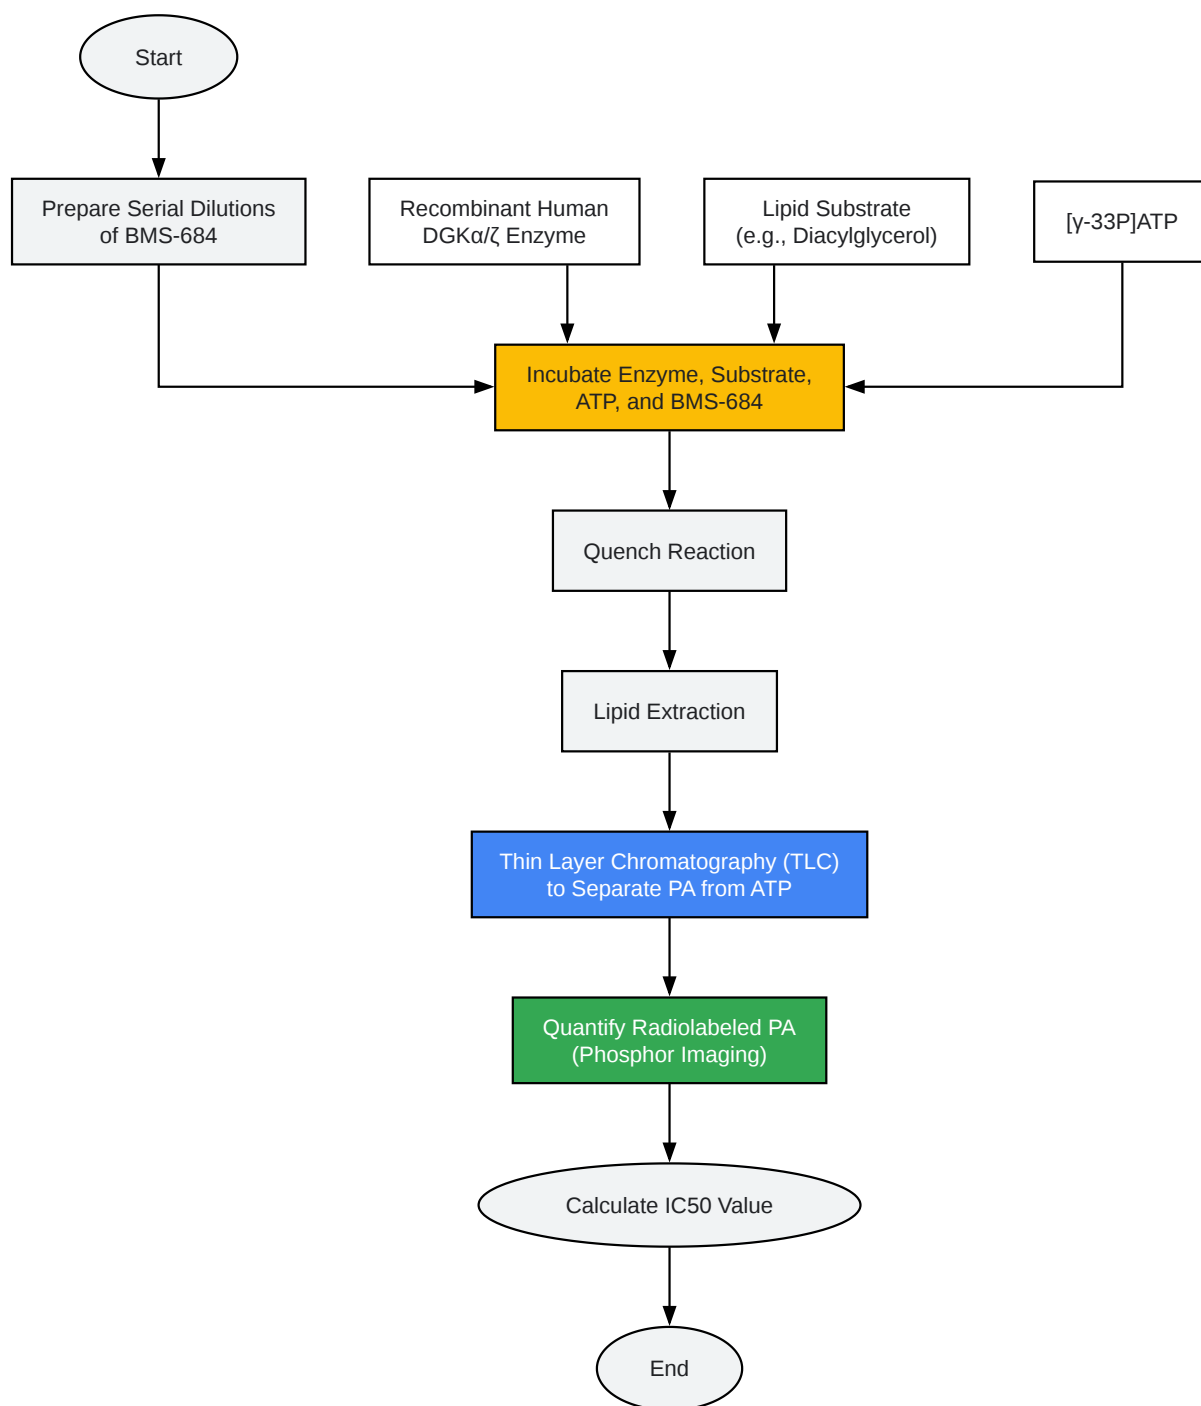 Start
Prepare Serial Dilutions
of BMS-684
Recombinant Human
DGKα/ζ Enzyme
Lipid Substrate
(e.g., Diacylglycerol)
[γ-33P]ATP
Incubate Enzyme, Substrate,
ATP, and BMS-684
Quench Reaction
Lipid Extraction
Thin Layer Chromatography (TLC)
to Separate PA from ATP
Quantify Radiolabeled PA
(Phosphor Imaging)
Calculate IC50 Value
End